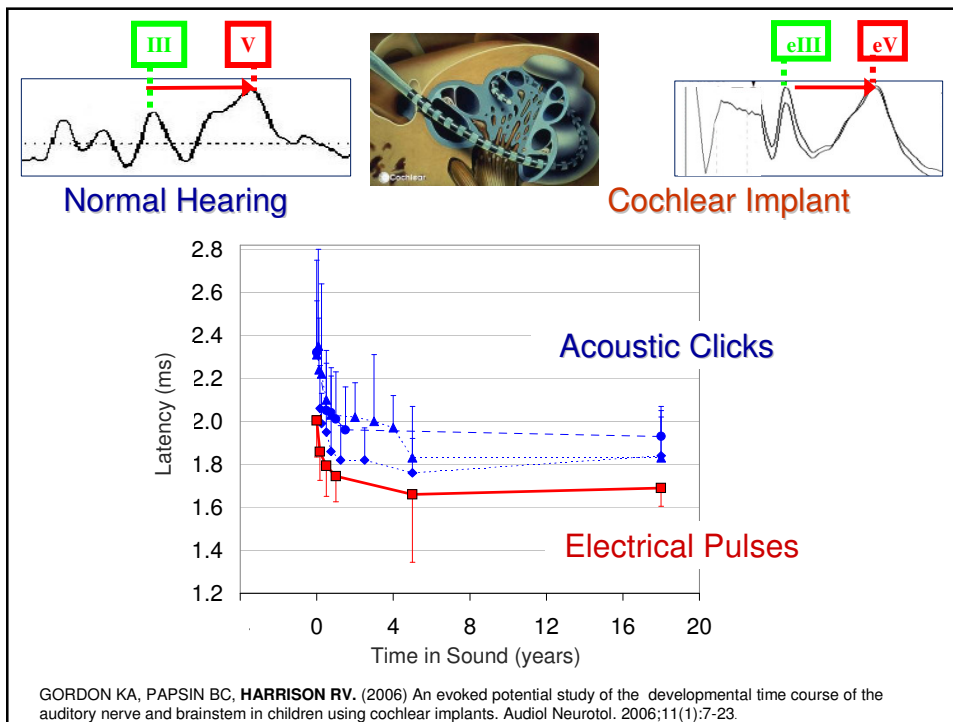 III
V
eIII
eV
Cochlear
Normal Hearing
Cochlear Implant
2.8
2.6
2.4
2.2
2.0
1.8
1.6
1.4
1.2
Latency (ms)
Acoustic Clicks
Electrical Pulses
0 4 8 12 16 20
Time in Sound (years)
GORDON KA, PAPSIN BC, HARRISON RV. (2006) An evoked potential study of the developmental time course of the
auditory nerve and brainstem in children using cochlear implants. Audiol Neurotol. 2006;11(1):7-23.